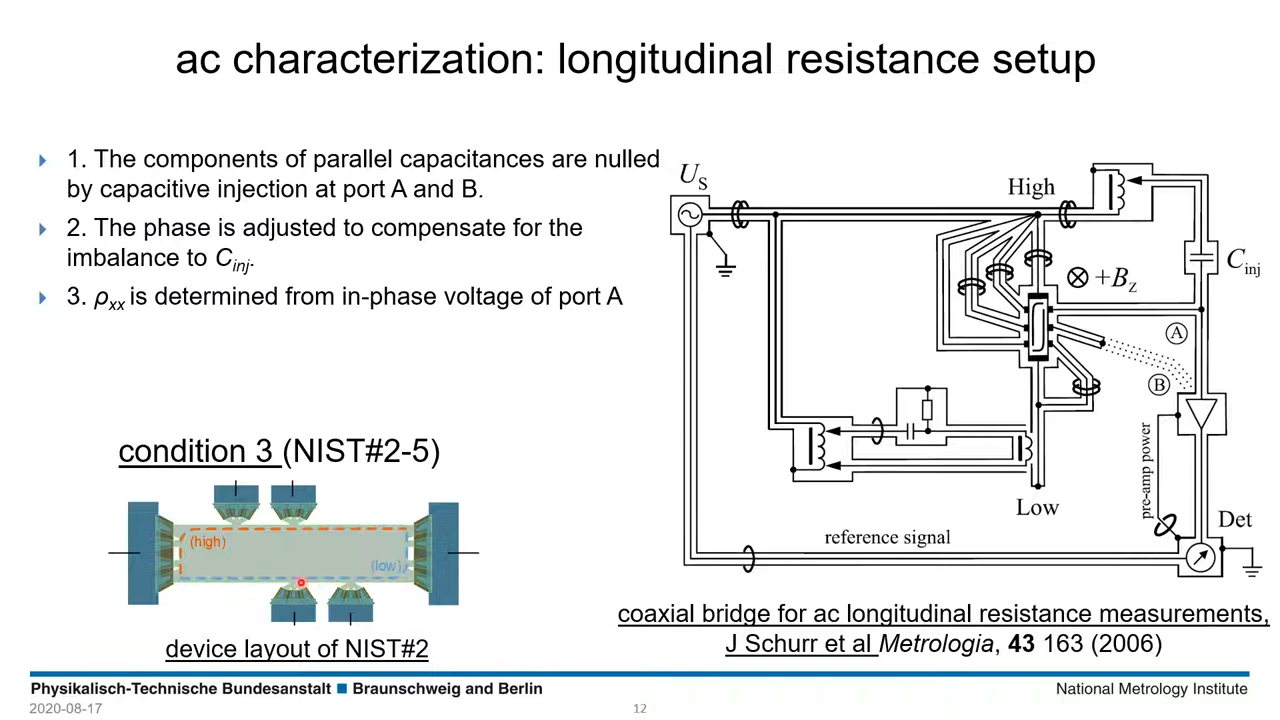 ac characterization: longitudinal resistance setup
1. The components of parallel capacitances are nulled
by capacitive injection at port A and B.
2. The phase is adjusted to compensate for the
imbalance to Cinj.
3. ρxx is determined from in-phase voltage of port A
US
High
Cinj
+Bz
A
B
pre-amp power
Low
Det
reference signal
condition 3 (NIST#2-5)
(high)
(low)
device layout of NIST#2
coaxial bridge for ac longitudinal resistance measurements,
J Schurr et al Metrologia, 43 163 (2006)
Physikalisch-Technische Bundesanstalt ■ Braunschweig and Berlin
National Metrology Institute
2020-08-17
12